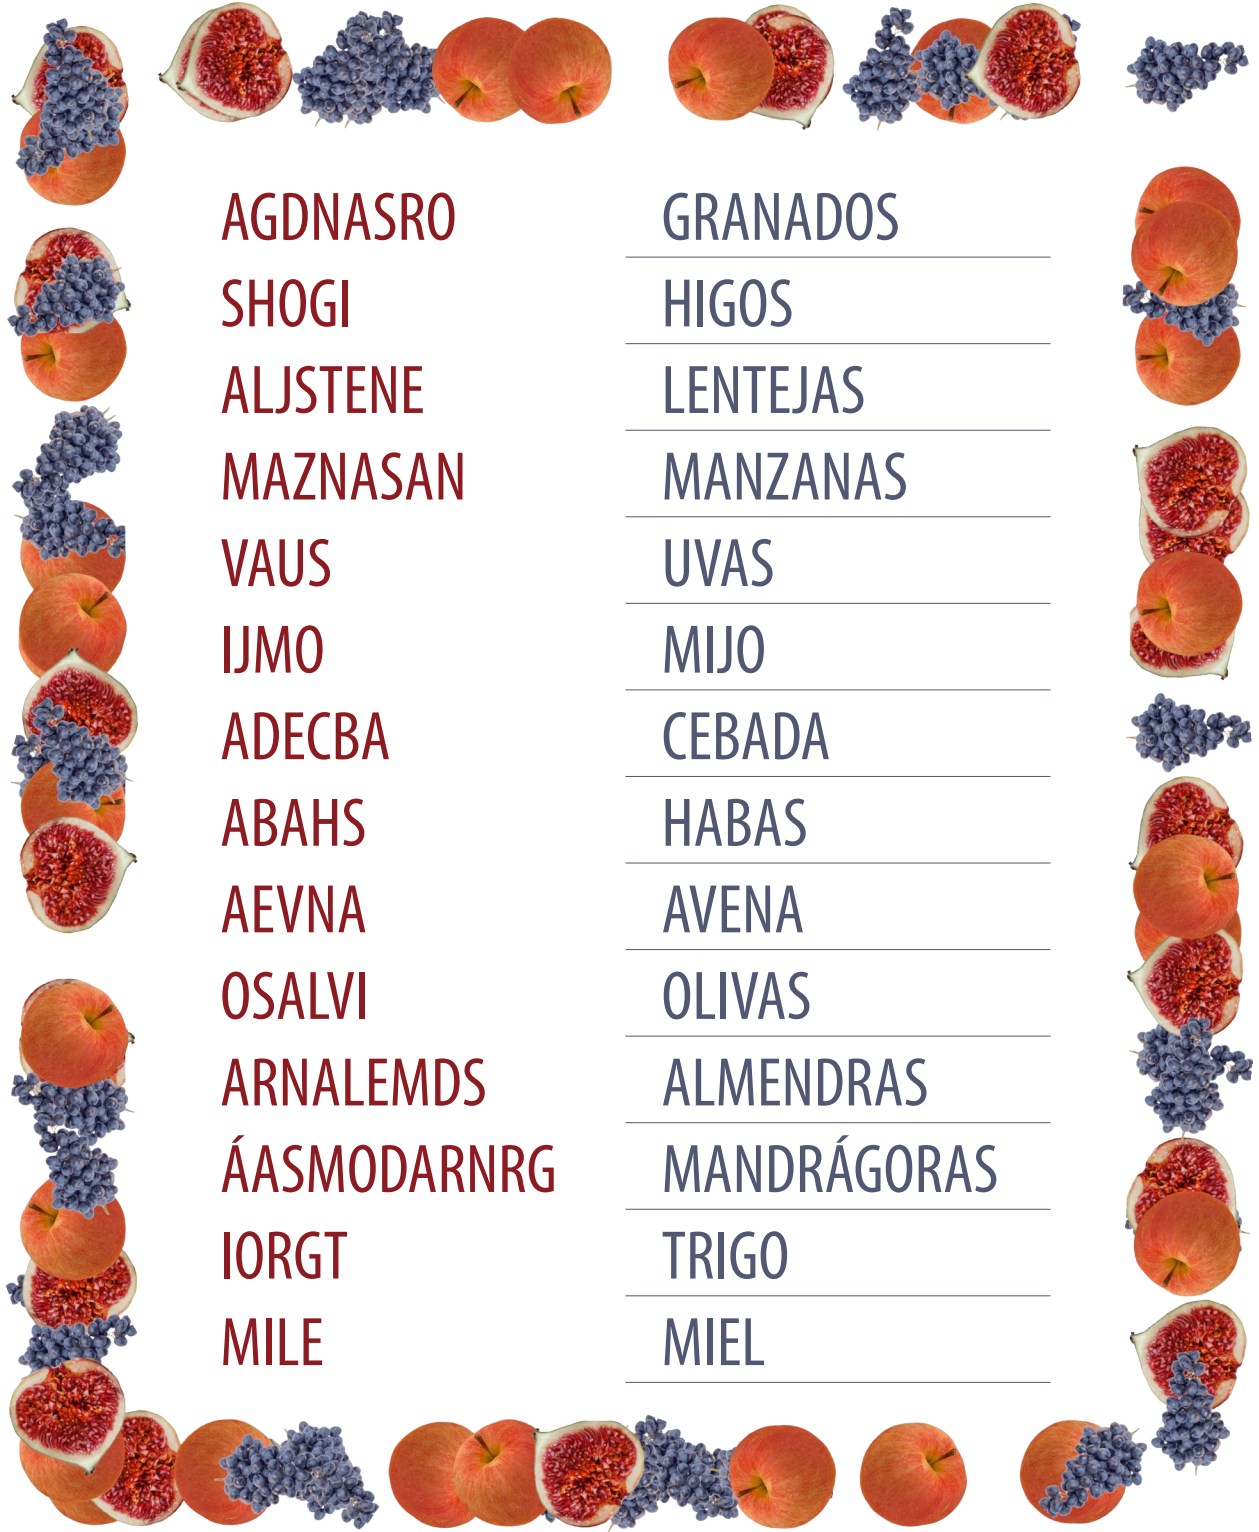 AGDNASRO GRANADOS
SHOGI HIGOS
ALJSTENE LENTEJAS
MAZNASAN MANZANAS
VAUS UVAS
IJMO MIJO
ADECBA CEBADA
ABAHS HABAS
AEVNA AVENA
OSALVI OLIVAS
ARNALEMDS ALMENDRAS
ÁASMODARNRG MANDRÁGORAS
IORGT TRIGO
MILE MIEL